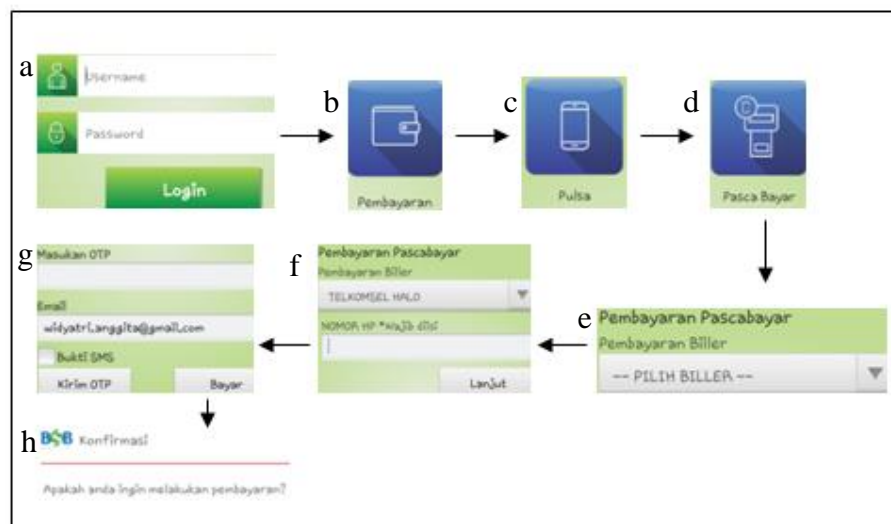 a
Username
Password
Login
b
Pembayaran
c
Pulsa
d
Pasca Bayar
e
Pembayaran Pascabayar
Pembayaran Biller
-- PILIH BILLER --
f
Pembayaran Pascabayar
Pembayaran Biller
TELKOMSEL HALO
NOMOR HP *Wajib diisi
Lanjut
g
Masukan OTP
Email
widyatri.anggita@gmail.com
Bukti SMS
Kirim OTP Bayar
h
BSB Konfirmasi
Apakah anda ingin melakukan pembayaran?